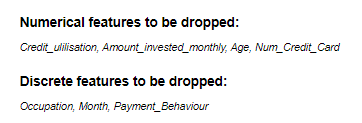 Numerical features to be dropped:
Credit_ulilisation, Amount_invested_monthly, Age, Num_Credit_Card
Discrete features to be dropped:
Occupation, Month, Payment_Behaviour